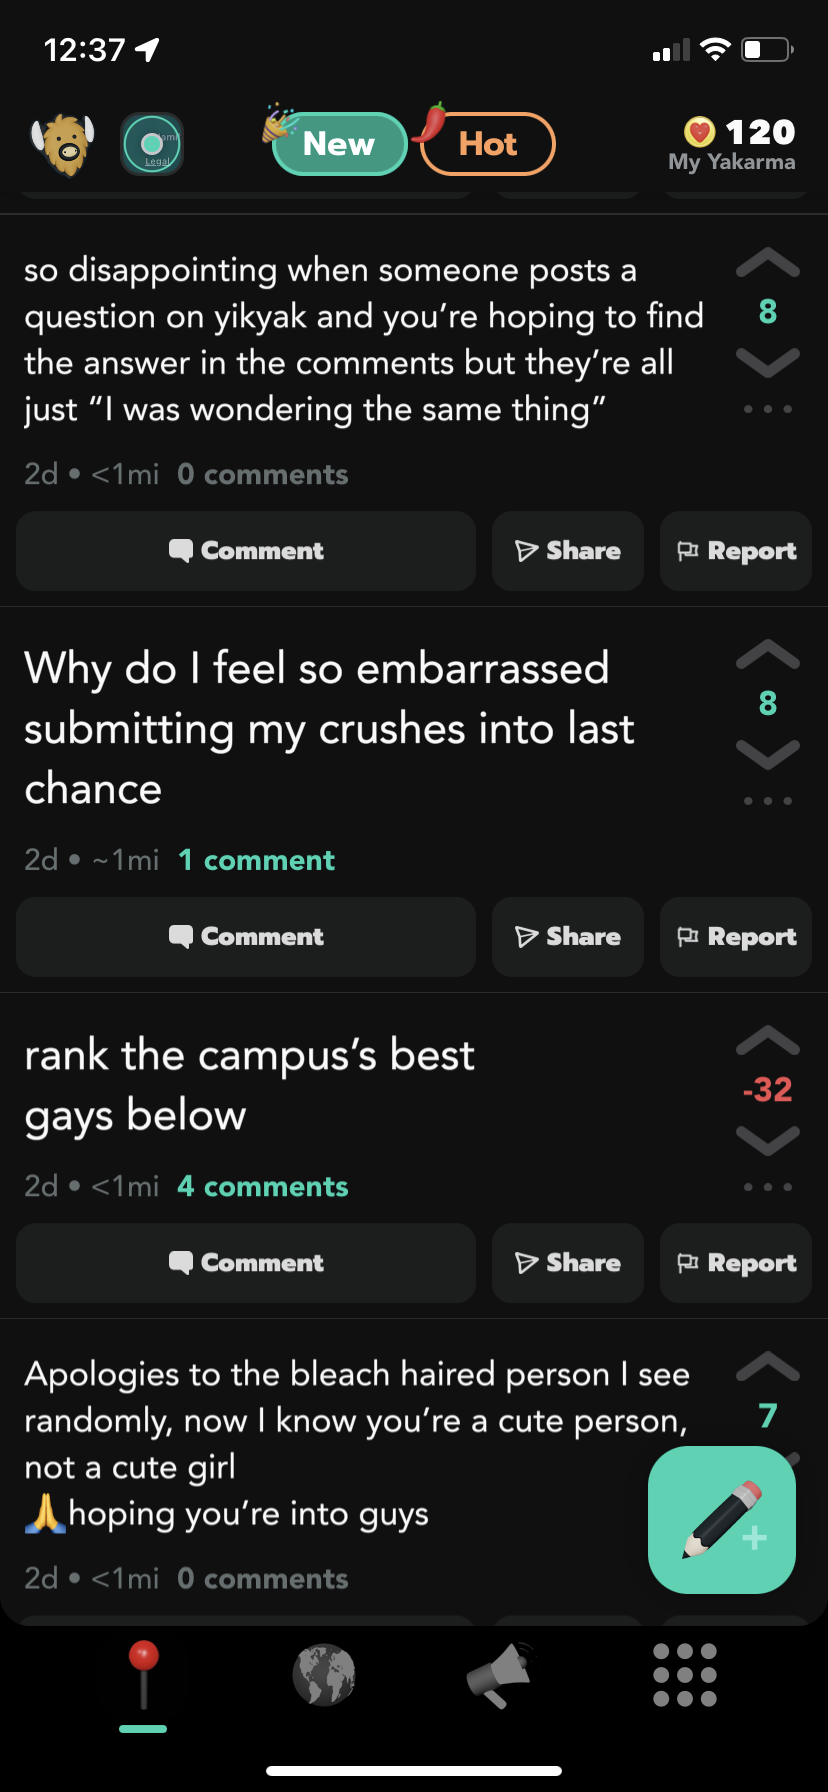 12:37
Legal
New
Hot
120
My Yakarma
so disappointing when someone posts a
question on yikyak and you’re hoping to find
the answer in the comments but they’re all
just “I was wondering the same thing”
8
2d • <1mi 0 comments
Comment
Share
Report
Why do I feel so embarrassed
submitting my crushes into last
chance
8
2d • ~1mi 1 comment
Comment
Share
Report
rank the campus’s best
gays below
-32
2d • <1mi 4 comments
Comment
Share
Report
Apologies to the bleach haired person I see
randomly, now I know you’re a cute person,
not a cute girl
🙏hoping you’re into guys
7
2d • <1mi 0 comments